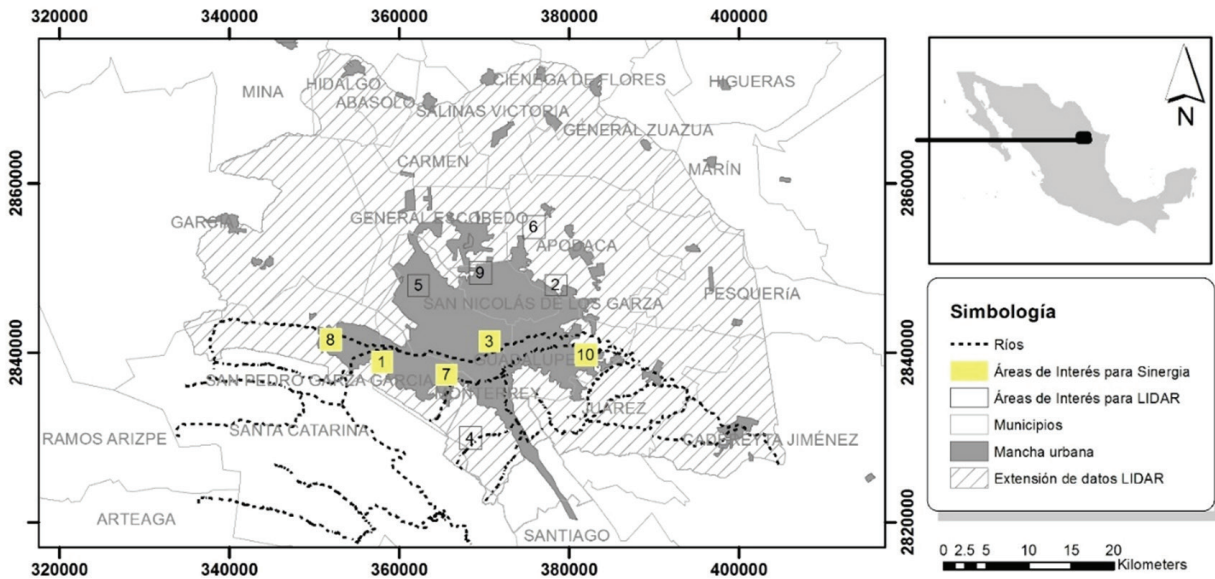 320000 340000 360000 380000 400000
2860000
2840000
2820000
MINA
HIDALGO
ABASOLO
CIÉNEGA DE FLORES
HIGUERAS
SALINAS VICTORIA
GENERAL ZUAZUA
CARMEN
MARÍN
GARCÍA
GENERAL ESCOBEDO
6
APODACA
9
5
2
SAN NICOLÁS DE LOS GARZA
PESQUERÍA
8
3
1
GUADALUPE
10
7
SAN PEDRO GARZA GARCIA
MONTERREY
JUÁREZ
RAMOS ARIZPE
SANTA CATARINA
4
CADEREYTA JIMÉNEZ
ARTEAGA
SANTIAGO
2860000
2840000
2820000
320000 340000 360000 380000 400000
N
Simbología
Ríos
Áreas de Interés para Sinergia
Áreas de Interés para LIDAR
Municipios
Mancha urbana
Extensión de datos LIDAR
0 2.5 5 10 15 20
Kilometers